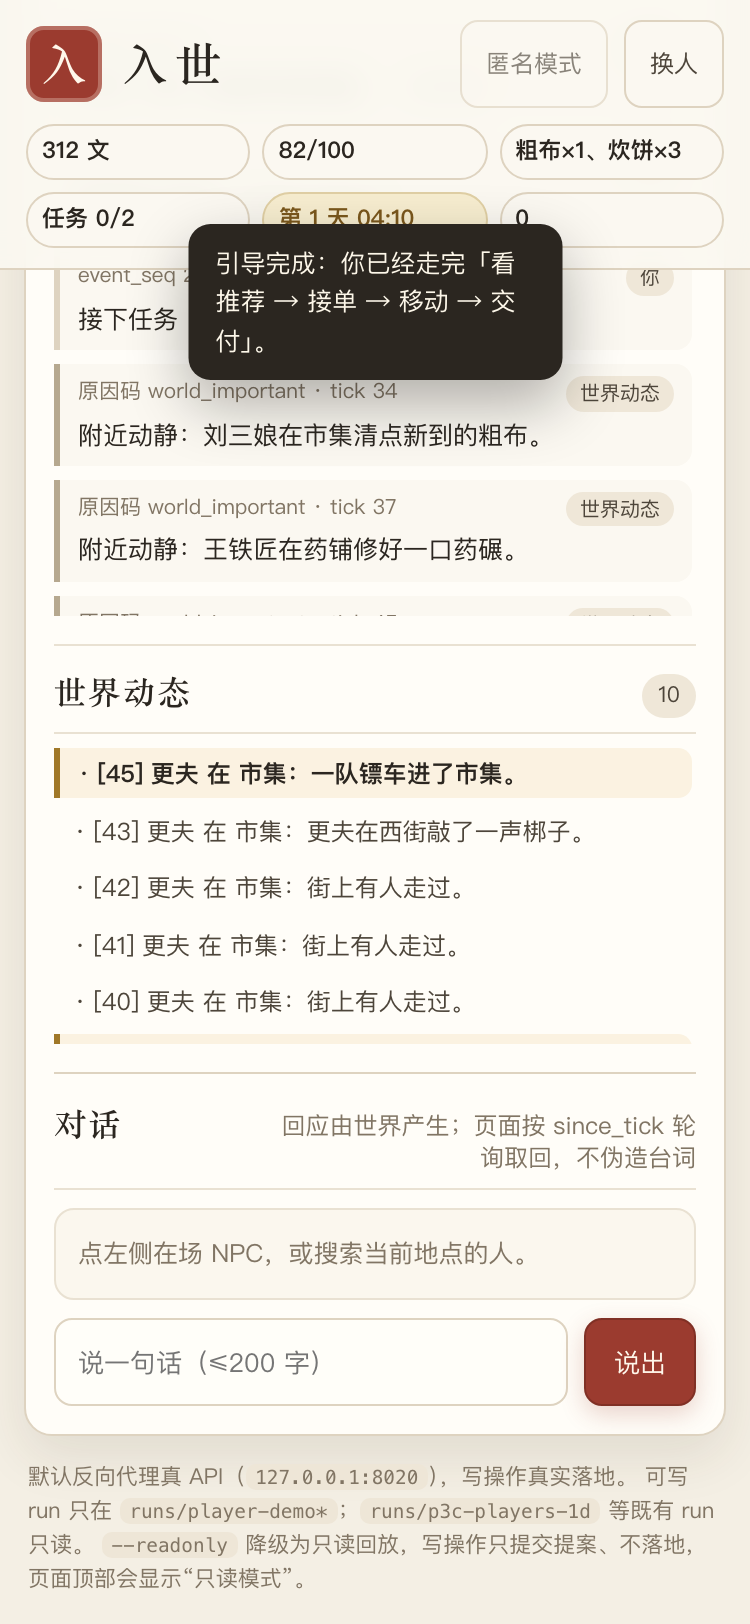 入 入世
匿名模式
换人
312 文
82/100
粗布×1、炊饼×3
任务 0/2
第 1 天 04:10
0
引导完成：你已经走完「看
推荐 → 接单 → 移动 → 交
付」。
event_seq
你
接下任务
原因码 world_important · tick 34
世界动态
附近动静：刘三娘在市集清点新到的粗布。
原因码 world_important · tick 37
世界动态
附近动静：王铁匠在药铺修好一口药碾。
世界动态
10
· [45] 更夫 在 市集：一队镖车进了市集。
· [43] 更夫 在 市集：更夫在西街敲了一声梆子。
· [42] 更夫 在 市集：街上有人走过。
· [41] 更夫 在 市集：街上有人走过。
· [40] 更夫 在 市集：街上有人走过。
对话
回应由世界产生；页面按 since_tick 轮
询取回，不伪造台词
点左侧在场 NPC，或搜索当前地点的人。
说一句话（≤200 字）
说出
默认反向代理真 API（127.0.0.1:8020），写操作真实落地。 可写
run 只在 runs/player-demo*；runs/p3c-players-1d 等既有 run
只读。 --readonly 降级为只读回放，写操作只提交提案、不落地，
页面顶部会显示“只读模式”。